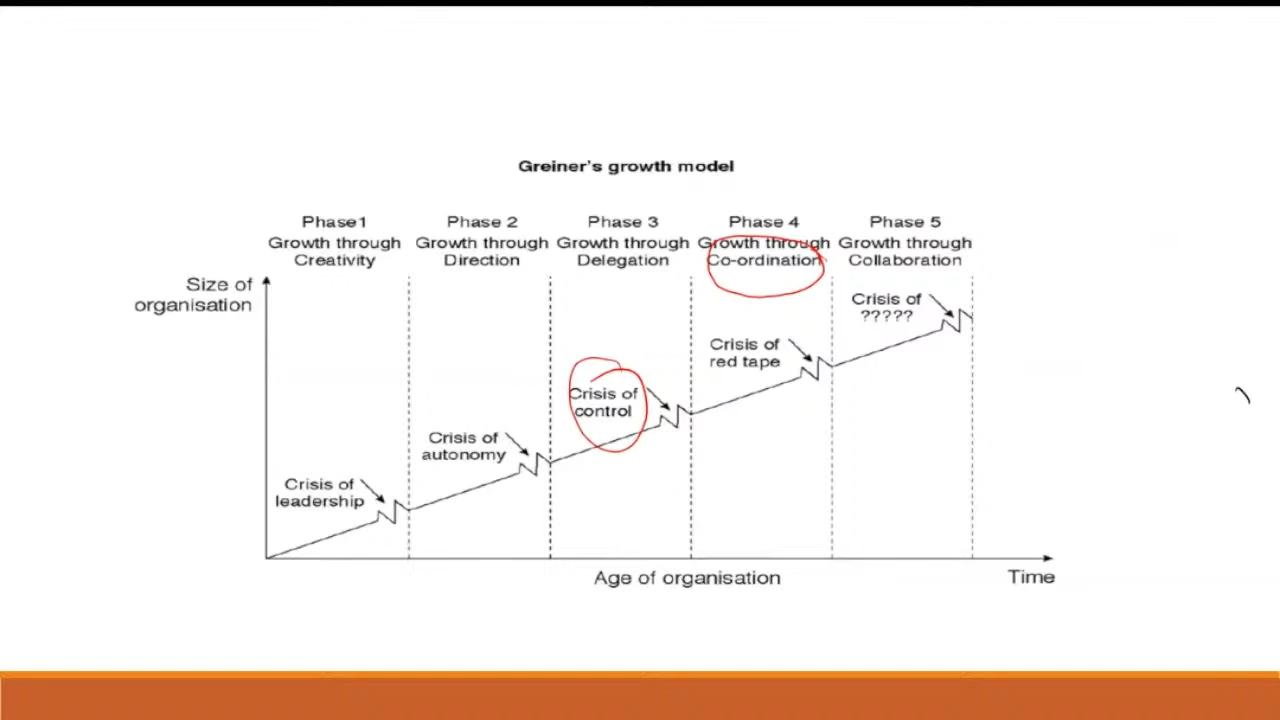 Greiner's growth model
Phase1
Growth through
Creativity
Phase 2
Growth through
Direction
Phase 3
Growth through
Delegation
Phase 4
Growth through
Co-ordination
Phase 5
Growth through
Collaboration
Size of
organisation
Crisis of
leadership
Crisis of
autonomy
Crisis of
control
Crisis of
red tape
Crisis of
?????
Age of organisation
Time